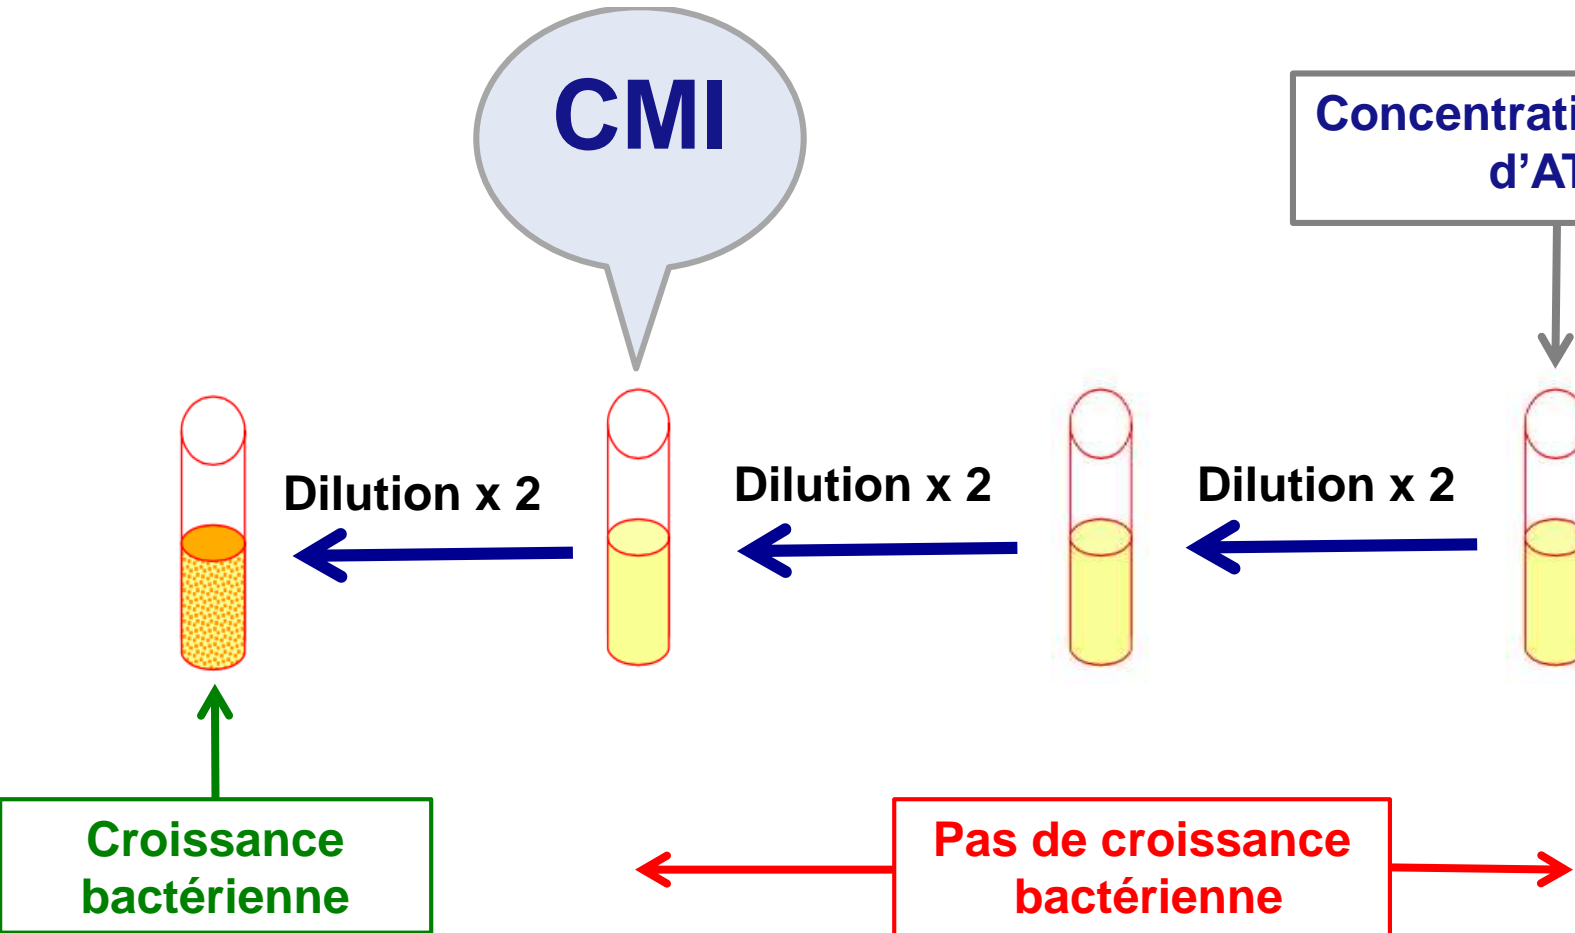 CMI
Concentrati
d’AT
Dilution x 2
Dilution x 2
Dilution x 2
Croissance
bactérienne
Pas de croissance
bactérienne